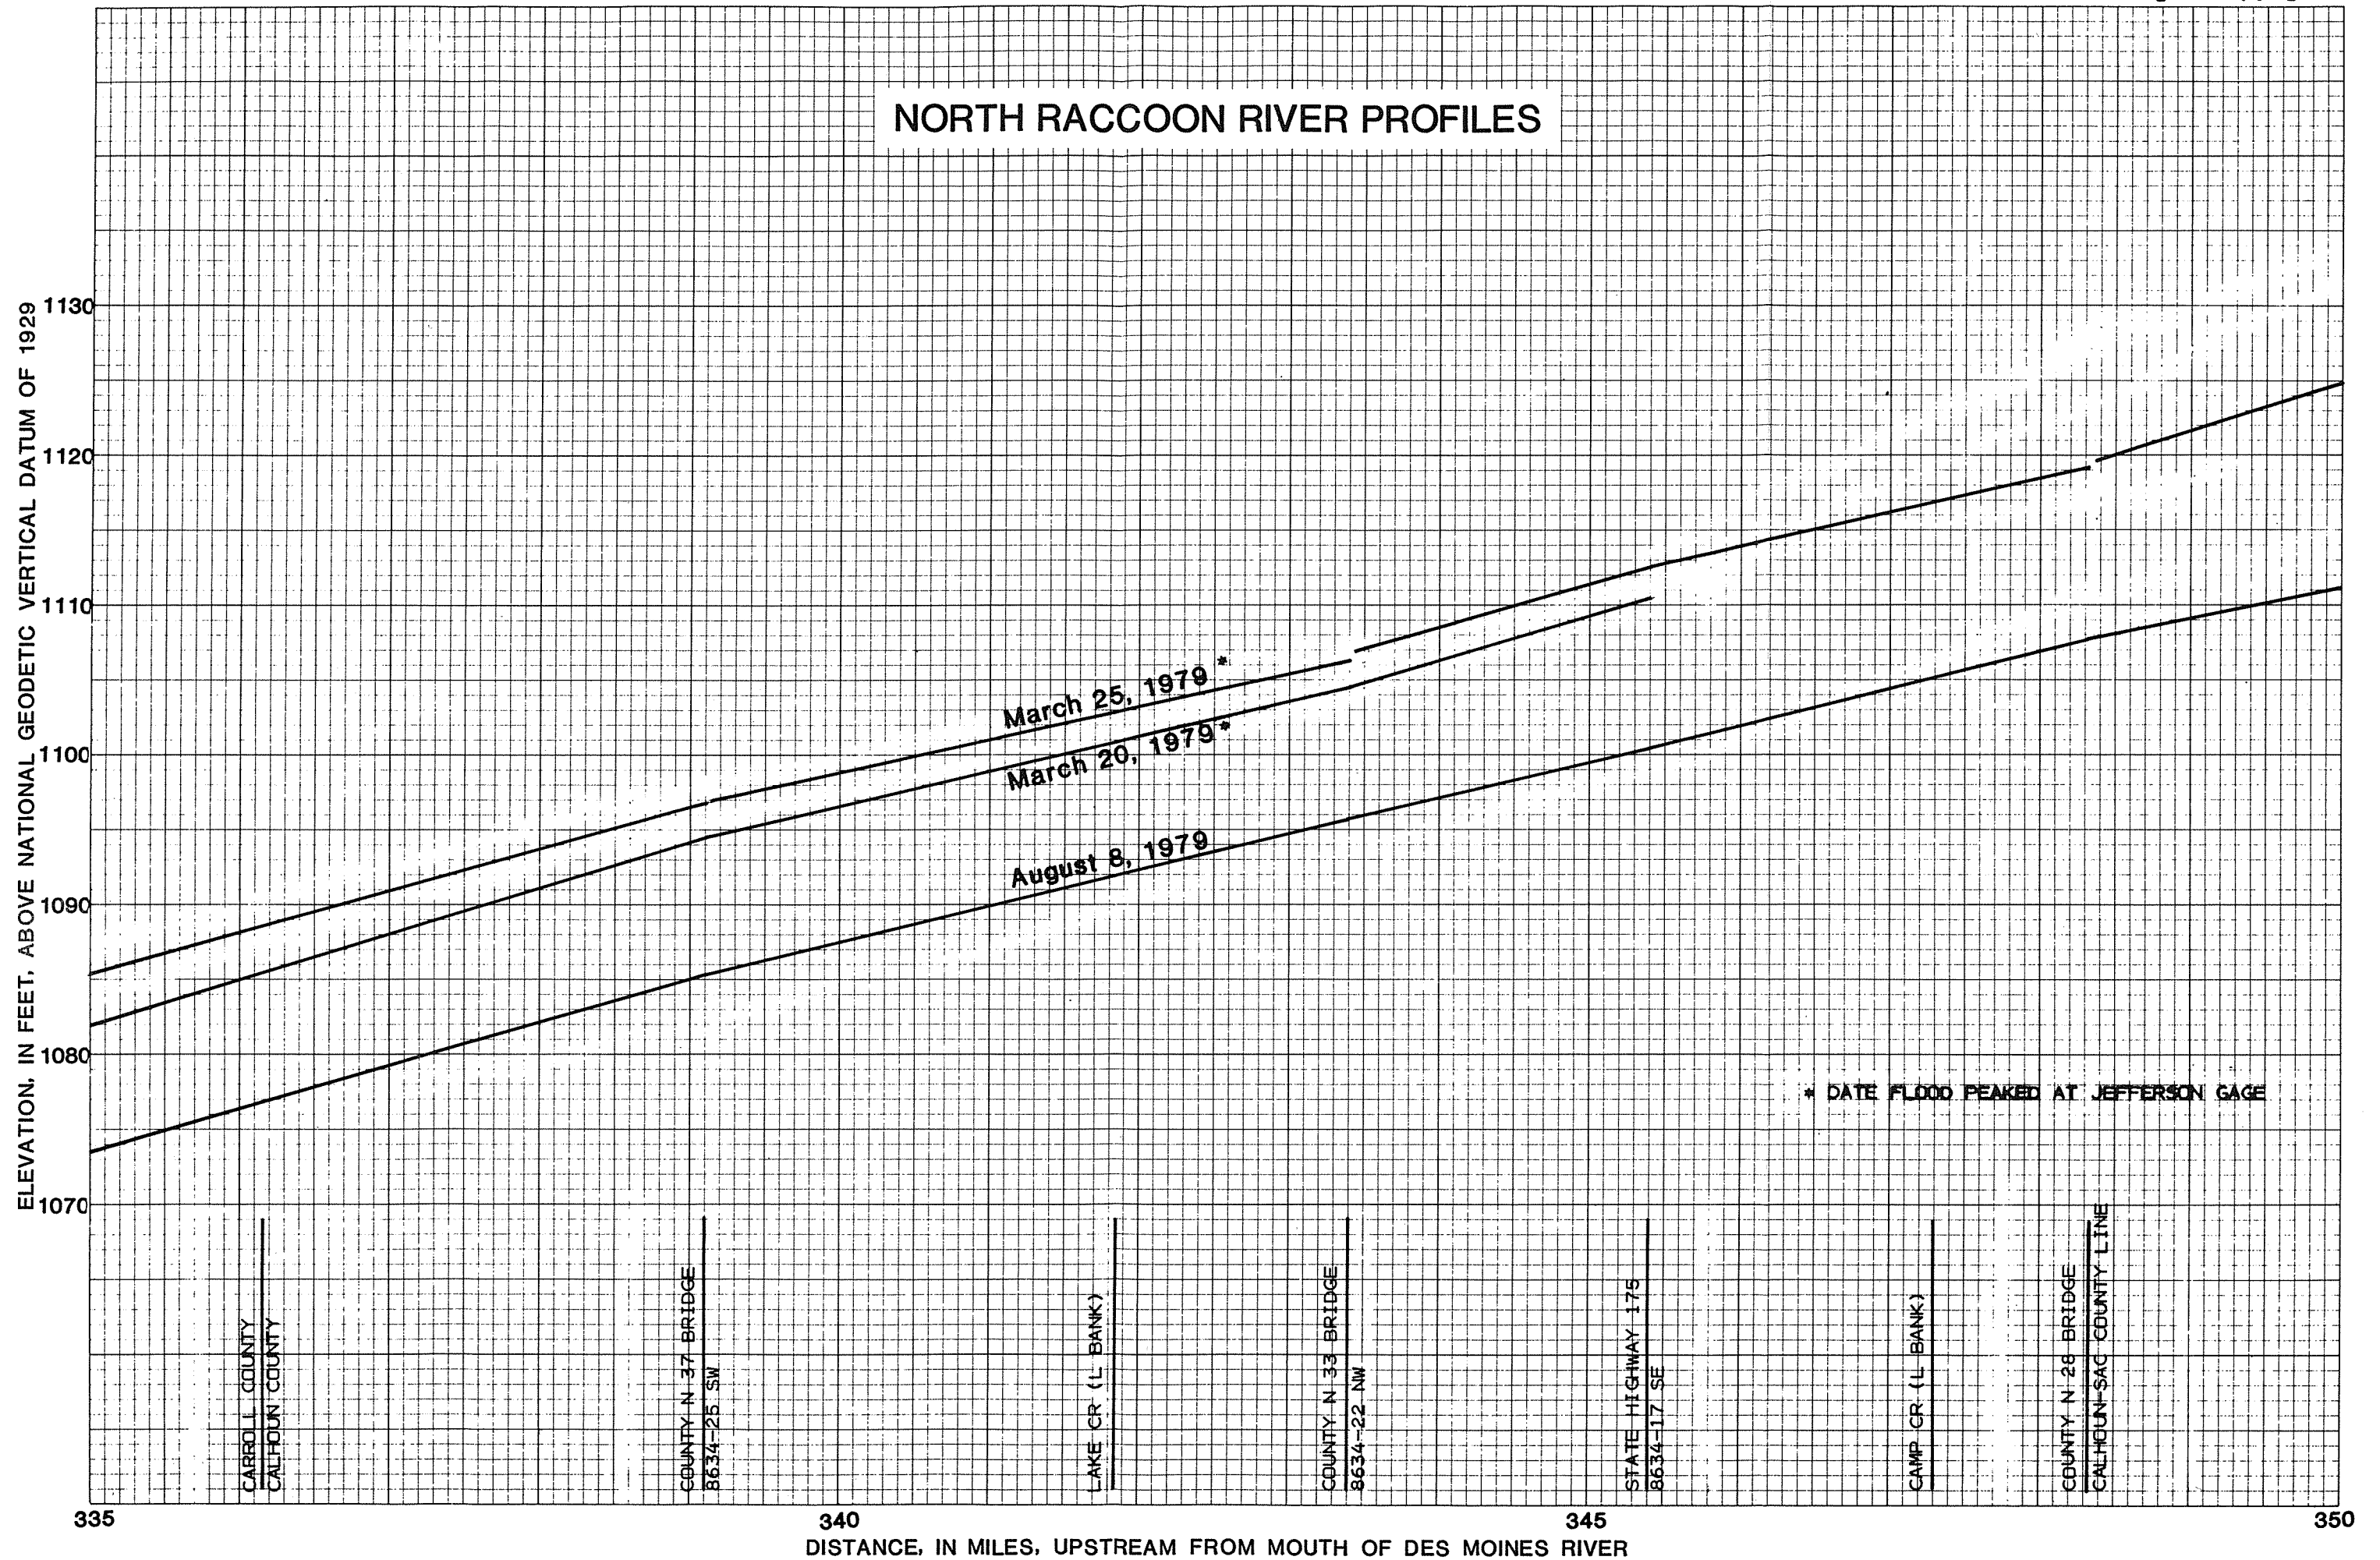 NORTH RACCOON RIVER PROFILES
ELEVATION, IN FEET, ABOVE NATIONAL GEODETIC VERTICAL DATUM OF 1929
1130
1120
1110
1100
1090
1080
1070
March 25, 1979 *
March 20, 1979 *
August 8, 1979
* DATE FLOOD PEAKED AT JEFFERSON GAGE
CARROLL COUNTY
CALHOUN COUNTY
COUNTY N 37 BRIDGE
8634-25 SW
LAKE CR (L BANK)
COUNTY N 33 BRIDGE
8634-22 NW
STATE HIGHWAY 175
8634-17 SE
CAMP CR (L BANK)
COUNTY N 28 BRIDGE
CALHOUN-SAC COUNTY LINE
335
340
345
350
DISTANCE, IN MILES, UPSTREAM FROM MOUTH OF DES MOINES RIVER